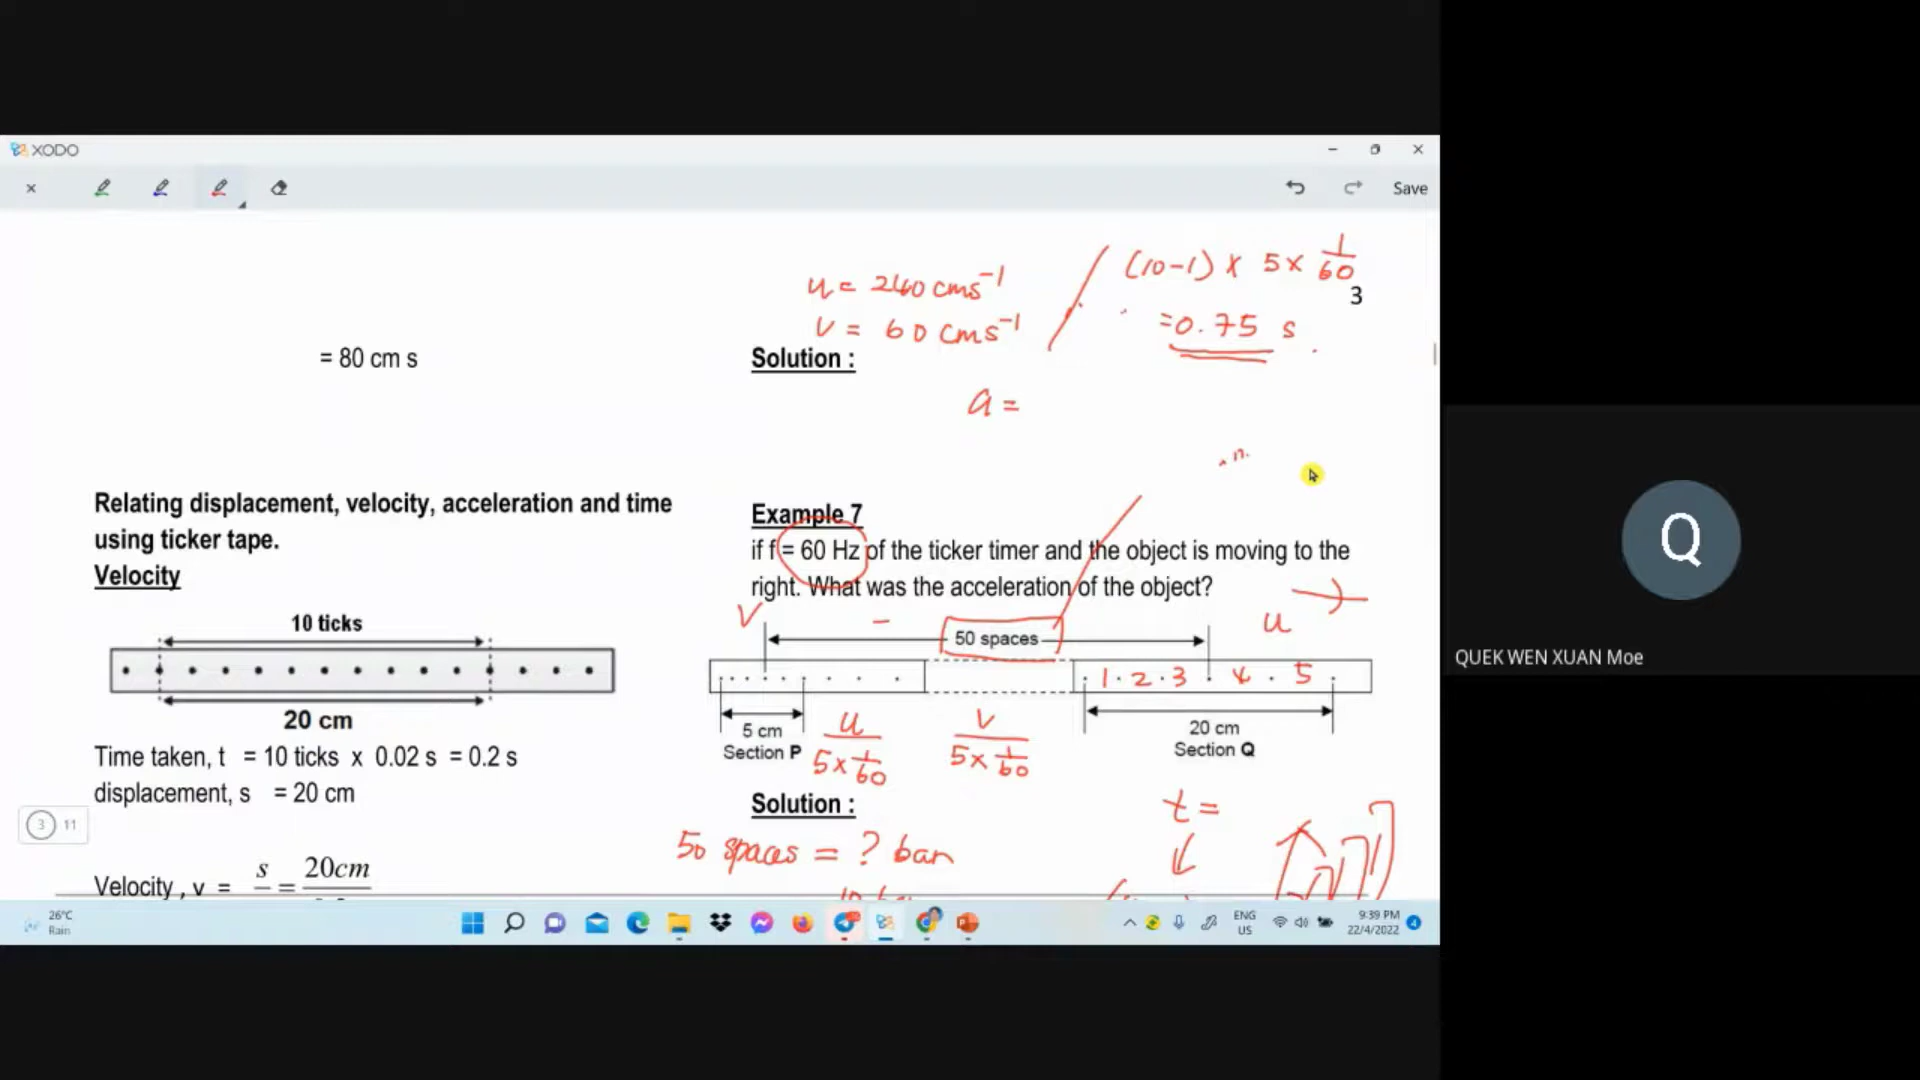 XODO
Save
u = 240 cms⁻¹
v = 60 cms⁻¹
(10-1) x 5 x 1/60
= 0.75 s
3
= 80 cm s
Solution :
a =
Relating displacement, velocity, acceleration and time
using ticker tape.
Velocity
10 ticks
20 cm
Time taken, t = 10 ticks x 0.02 s = 0.2 s
displacement, s = 20 cm
Velocity , v = s = 20cm
Example 7
if f = 60 Hz of the ticker timer and the object is moving to the
right. What was the acceleration of the object?
v
-
50 spaces
u
1 2 3 4 5
5 cm
Section P
u
5 x 1/60
v
5 x 1/60
20 cm
Section Q
Solution :
t =
50 spaces = ? bar
3 11
26°C
Rain
ENG
US
9:39 PM
22/4/2022
4
Q
QUEK WEN XUAN Moe